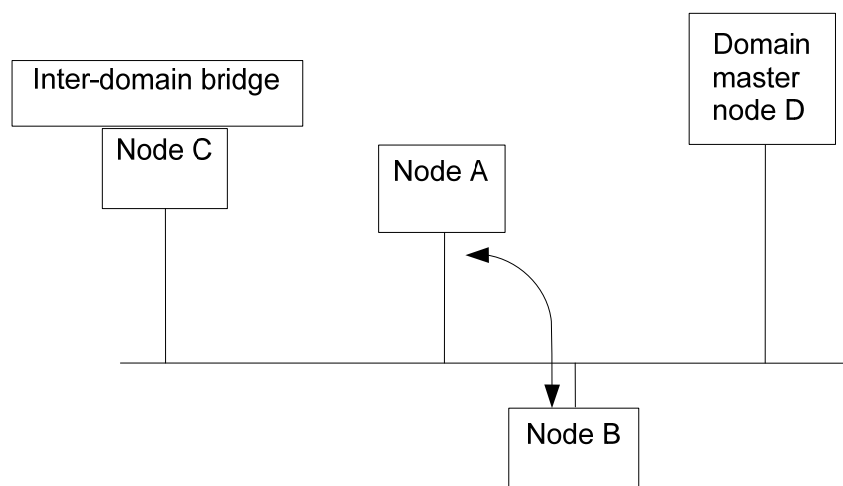 Inter-domain bridge
Node C
Node A
Domain
master
node D
Node B